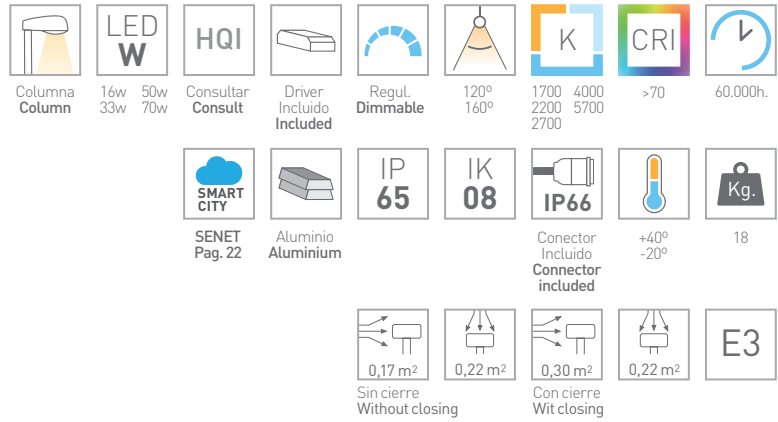 LED
W
HQI
K
CRI
Columna
Column
16w 50w
33w 70w
Consultar
Consult
Driver
Incluido
Included
Regul.
Dimmable
120º
160º
1700 4000
2200 5700
2700
>70
60.000h.
SMART
CITY
IP
65
IK
08
IP66
Kg.
SENET
Pag. 22
Aluminio
Aluminium
Conector
Incluido
Connector
included
+40º
-20º
18
0,17 m²
0,22 m²
0,30 m²
0,22 m²
E3
Sin cierre
Without closing
Con cierre
Wit closing